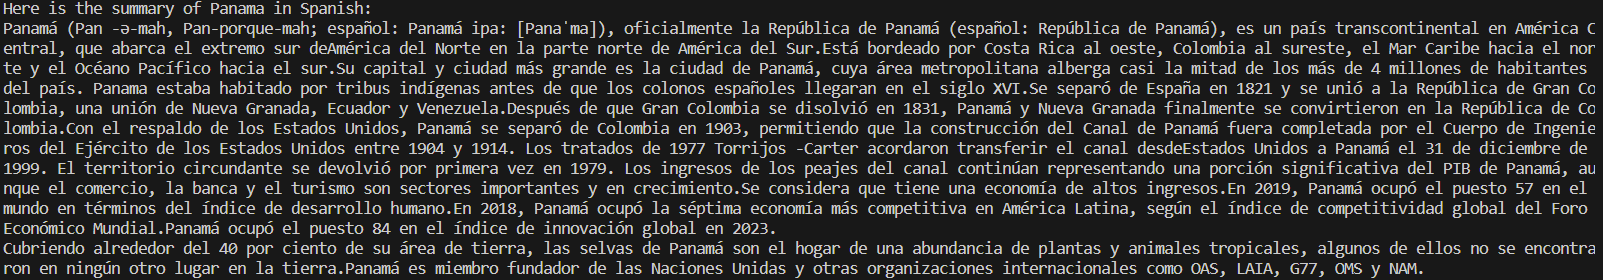 Here is the summary of Panama in Spanish:
Panamá (Pan -ə-mah, Pan-porque-mah; español: Panamá ipa: [Panaˈma]), oficialmente la República de Panamá (español: República de Panamá), es un país transcontinental en América C
entral, que abarca el extremo sur deAmérica del Norte en la parte norte de América del Sur.Está bordeado por Costa Rica al oeste, Colombia al sureste, el Mar Caribe hacia el nor
te y el Océano Pacífico hacia el sur.Su capital y ciudad más grande es la ciudad de Panamá, cuya área metropolitana alberga casi la mitad de los más de 4 millones de habitantes
del país. Panama estaba habitado por tribus indígenas antes de que los colonos españoles llegaran en el siglo XVI.Se separó de España en 1821 y se unió a la República de Gran Co
lombia, una unión de Nueva Granada, Ecuador y Venezuela.Después de que Gran Colombia se disolvió en 1831, Panamá y Nueva Granada finalmente se convirtieron en la República de Co
lombia.Con el respaldo de los Estados Unidos, Panamá se separó de Colombia en 1903, permitiendo que la construcción del Canal de Panamá fuera completada por el Cuerpo de Ingenie
ros del Ejército de los Estados Unidos entre 1904 y 1914. Los tratados de 1977 Torrijos -Carter acordaron transferir el canal desdeEstados Unidos a Panamá el 31 de diciembre de
1999. El territorio circundante se devolvió por primera vez en 1979. Los ingresos de los peajes del canal continúan representando una porción significativa del PIB de Panamá, au
nque el comercio, la banca y el turismo son sectores importantes y en crecimiento.Se considera que tiene una economía de altos ingresos.En 2019, Panamá ocupó el puesto 57 en el
mundo en términos del índice de desarrollo humano.En 2018, Panamá ocupó la séptima economía más competitiva en América Latina, según el índice de competitividad global del Foro
Económico Mundial.Panamá ocupó el puesto 84 en el índice de innovación global en 2023.
Cubriendo alrededor del 40 por ciento de su área de tierra, las selvas de Panamá son el hogar de una abundancia de plantas y animales tropicales, algunos de ellos no se encontra
ron en ningún otro lugar en la tierra.Panamá es miembro fundador de las Naciones Unidas y otras organizaciones internacionales como OAS, LAIA, G77, OMS y NAM.